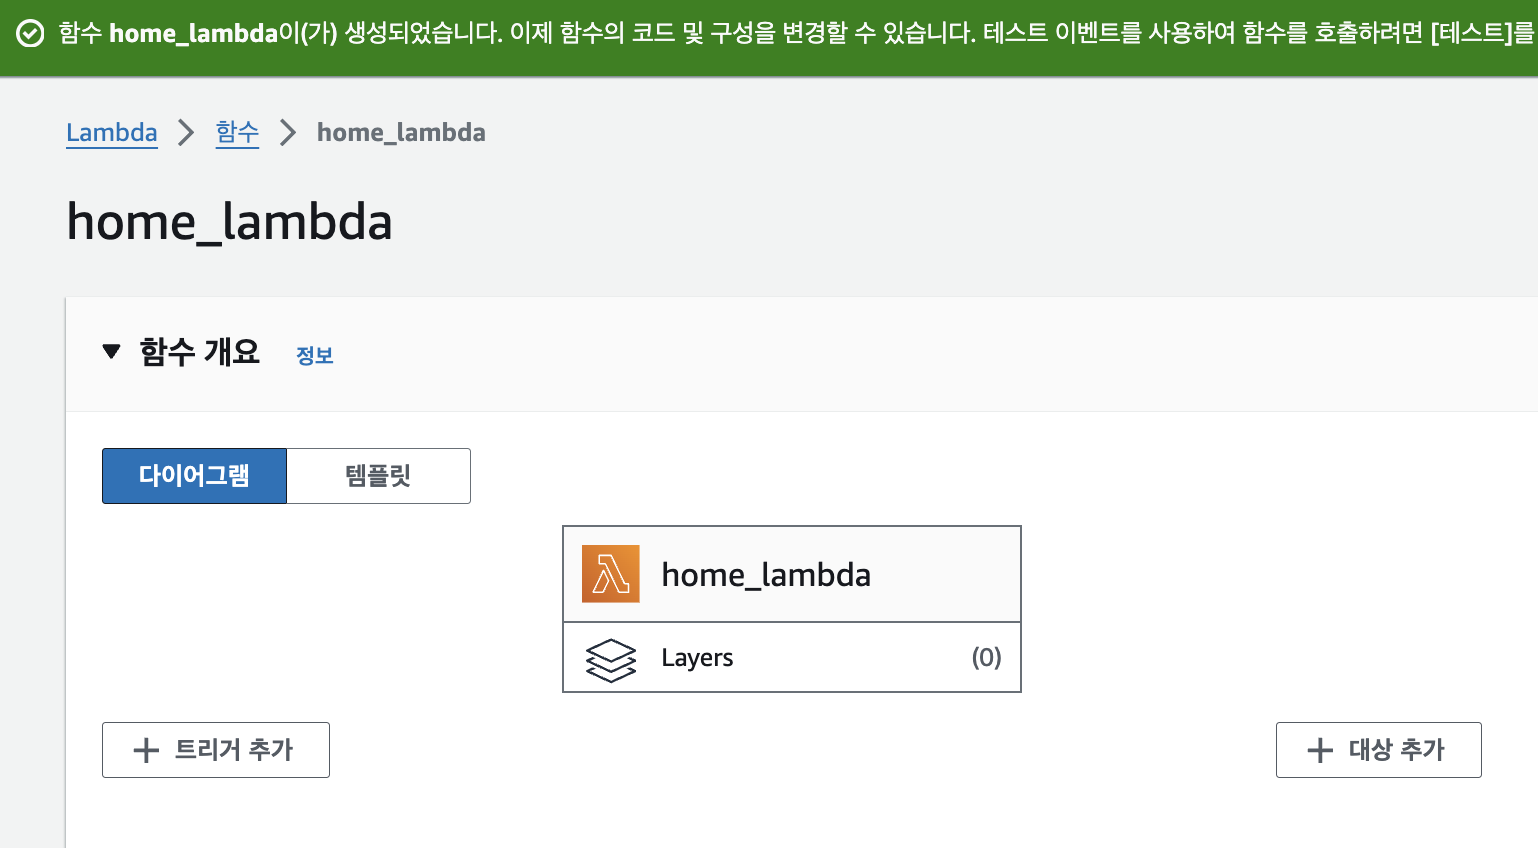 함수 home_lambda이(가) 생성되었습니다. 이제 함수의 코드 및 구성을 변경할 수 있습니다. 테스트 이벤트를 사용하여 함수를 호출하려면 [테스트]를
Lambda > 함수 > home_lambda
home_lambda
▼ 함수 개요 정보
다이어그램 템플릿
home_lambda
Layers (0)
+ 트리거 추가 + 대상 추가